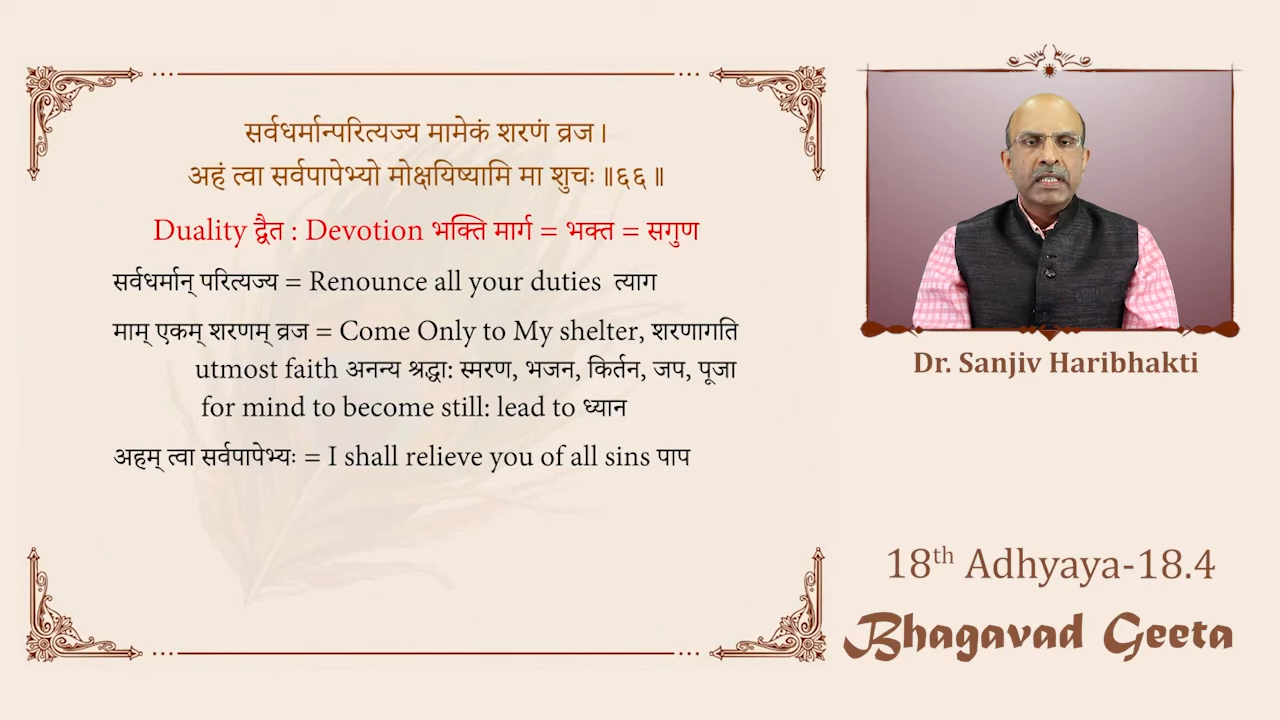 सर्वधर्मान्परित्यज्य मामेकं शरणं व्रज।
अहं त्वा सर्वपापेभ्यो मोक्षयिष्यामि मा शुचः॥६६॥
Duality द्वैत : Devotion भक्ति मार्ग = भक्त = सगुण
सर्वधर्मान् परित्यज्य = Renounce all your duties त्याग
माम् एकम् शरणम् व्रज = Come Only to My shelter, शरणागति
utmost faith अनन्य श्रद्धा: स्मरण, भजन, किर्तन, जप, पूजा
for mind to become still: lead to ध्यान
अहम् त्वा सर्वपापेभ्यः = I shall relieve you of all sins पाप
Dr. Sanjiv Haribhakti
18th Adhyaya-18.4
Bhagavad Geeta